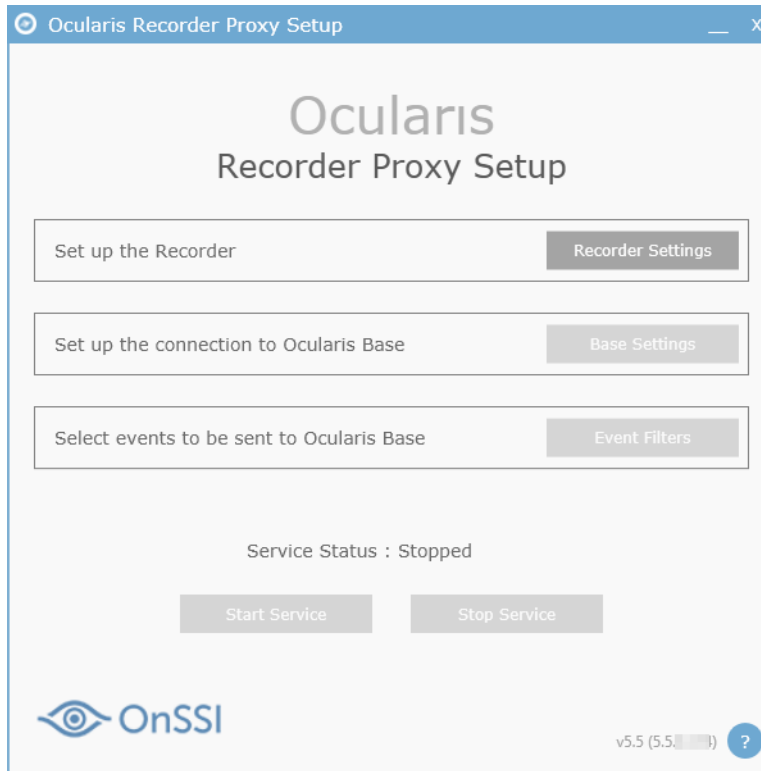 Ocularis Recorder Proxy Setup
Ocularis
Recorder Proxy Setup
Set up the Recorder
Recorder Settings
Set up the connection to Ocularis Base
Base Settings
Select events to be sent to Ocularis Base
Event Filters
Service Status : Stopped
Start Service
Stop Service
OnSSI
v5.5
?